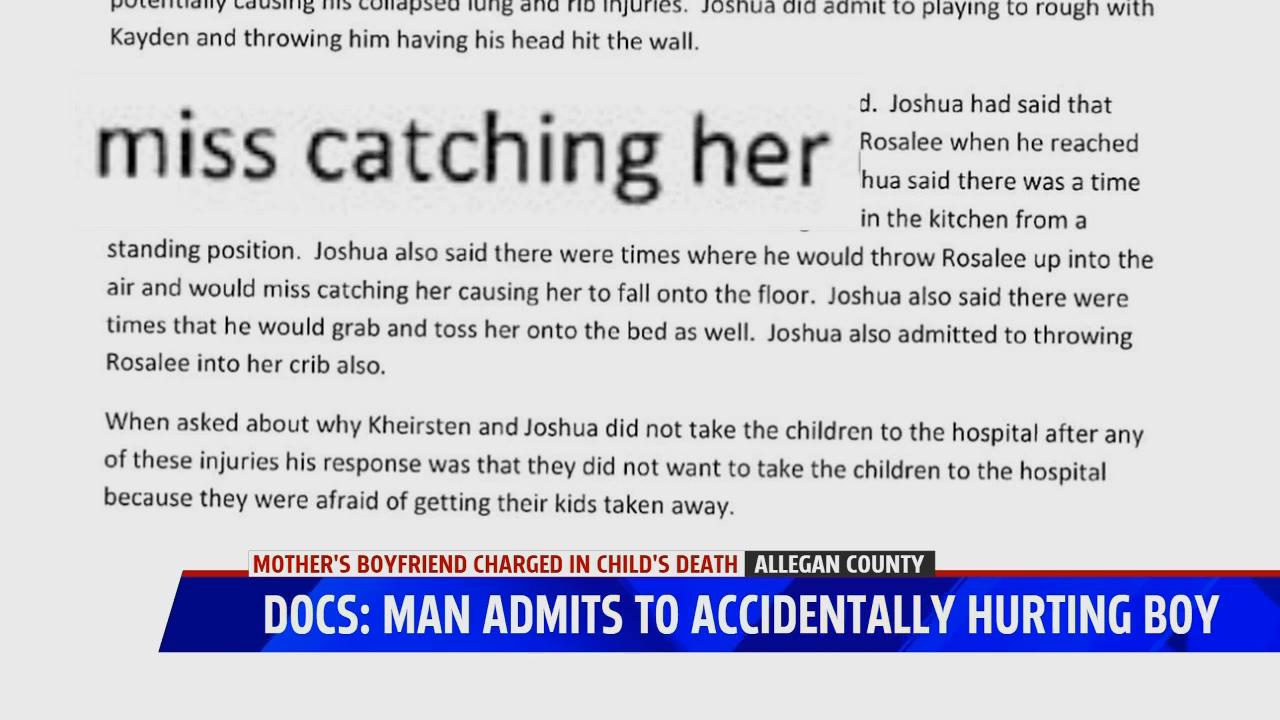 potentially causing his collapsed lung and rib injuries. Joshua did admit to playing to rough with
Kayden and throwing him having his head hit the wall.
miss catching her
d. Joshua had said that
Rosalee when he reached
hua said there was a time
in the kitchen from a
standing position. Joshua also said there were times where he would throw Rosalee up into the
air and would miss catching her causing her to fall onto the floor. Joshua also said there were
times that he would grab and toss her onto the bed as well. Joshua also admitted to throwing
Rosalee into her crib also.
When asked about why Kheirsten and Joshua did not take the children to the hospital after any
of these injuries his response was that they did not want to take the children to the hospital
because they were afraid of getting their kids taken away.
MOTHER'S BOYFRIEND CHARGED IN CHILD'S DEATH ALLEGAN COUNTY
DOCS: MAN ADMITS TO ACCIDENTALLY HURTING BOY